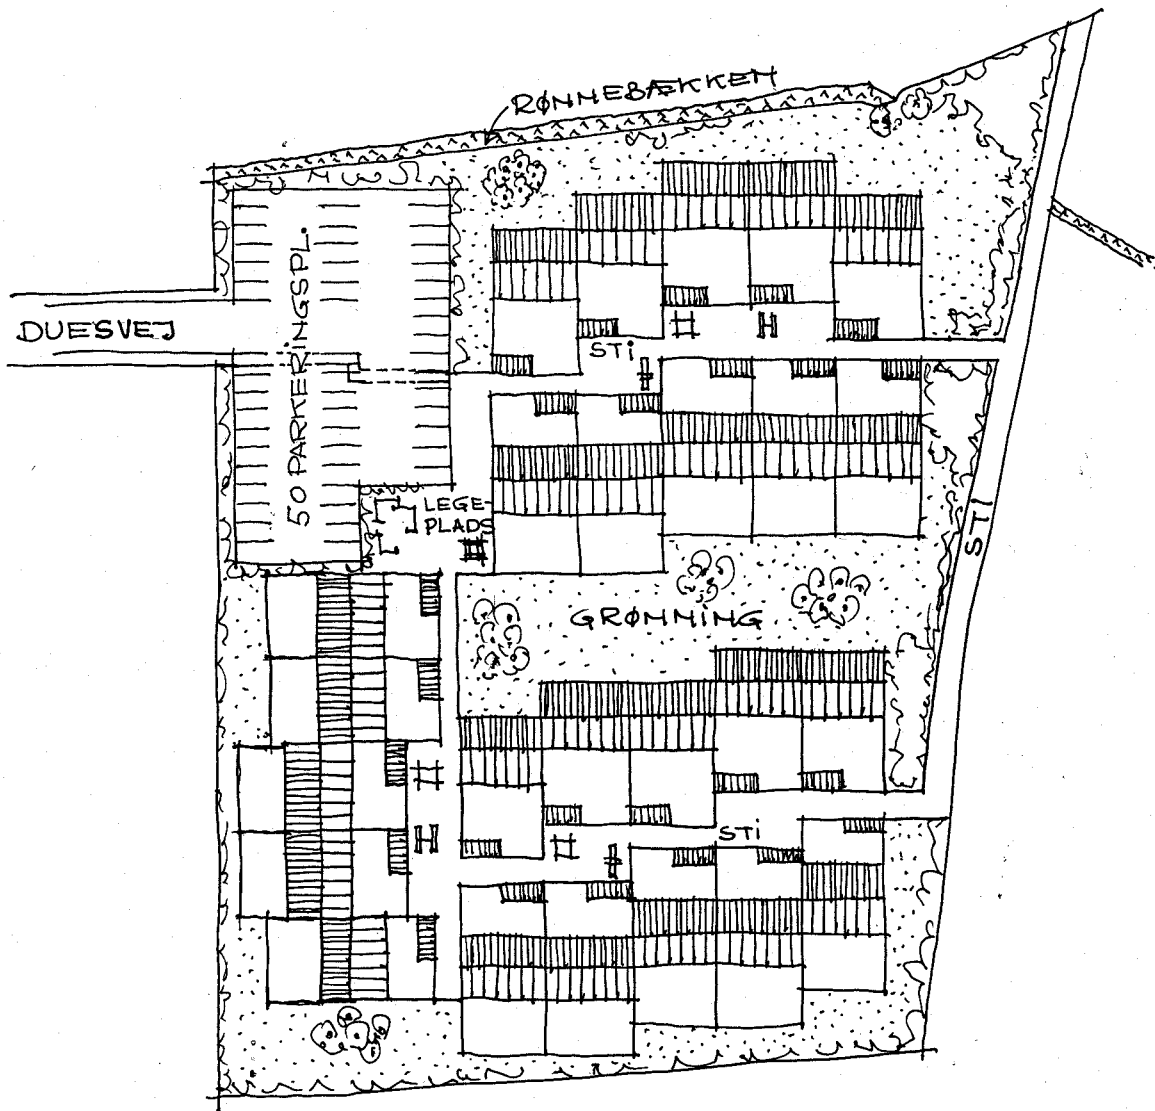 RØNNEBÆKKEN
DUESVEJ
50 PARKERINGSPL.
STI
LEGE-
PLADS
STI
GRØNNING
STI